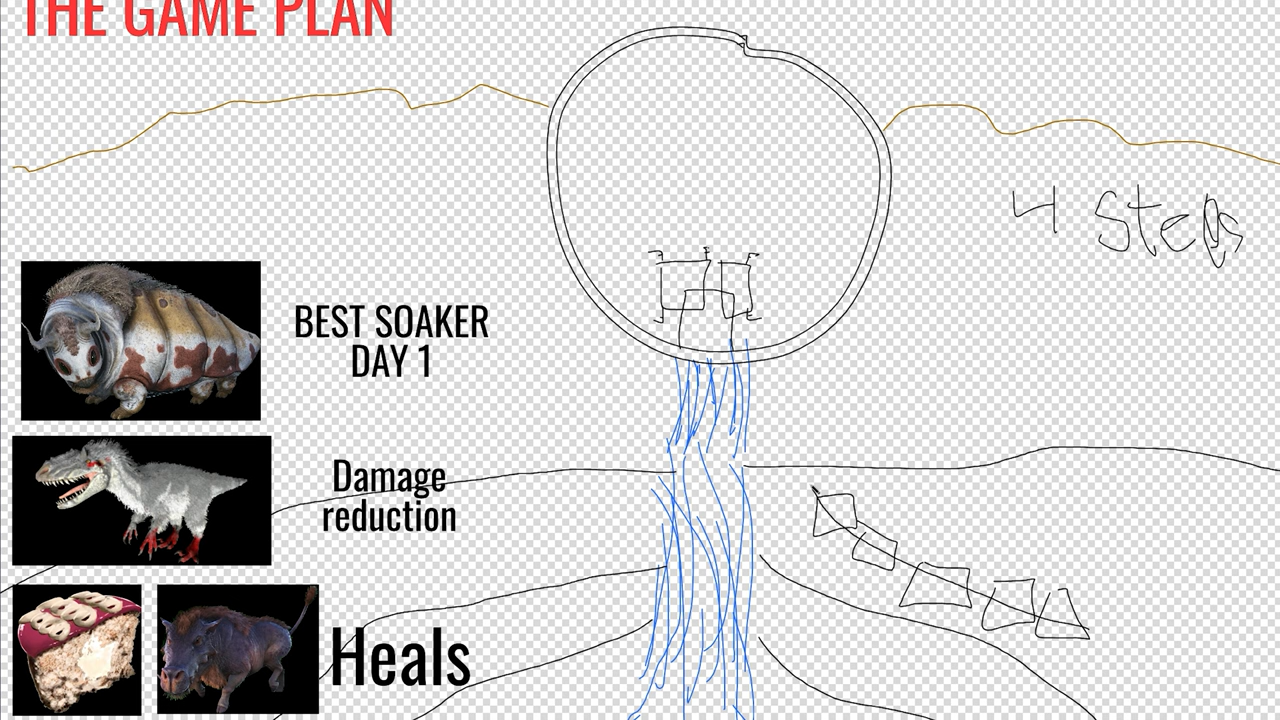 THE GAME PLAN
4 steps
BEST SOAKER
DAY 1
Damage
reduction
Heals